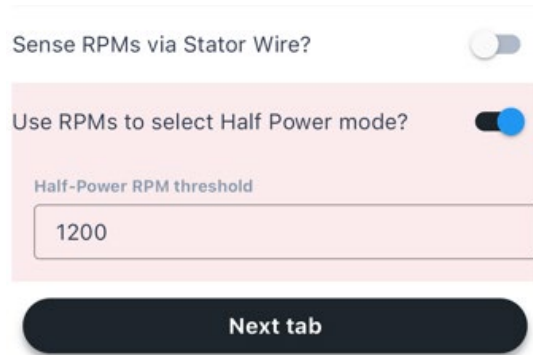 Sense RPMs via Stator Wire?
Use RPMs to select Half Power mode?
Half-Power RPM threshold
1200
Next tab